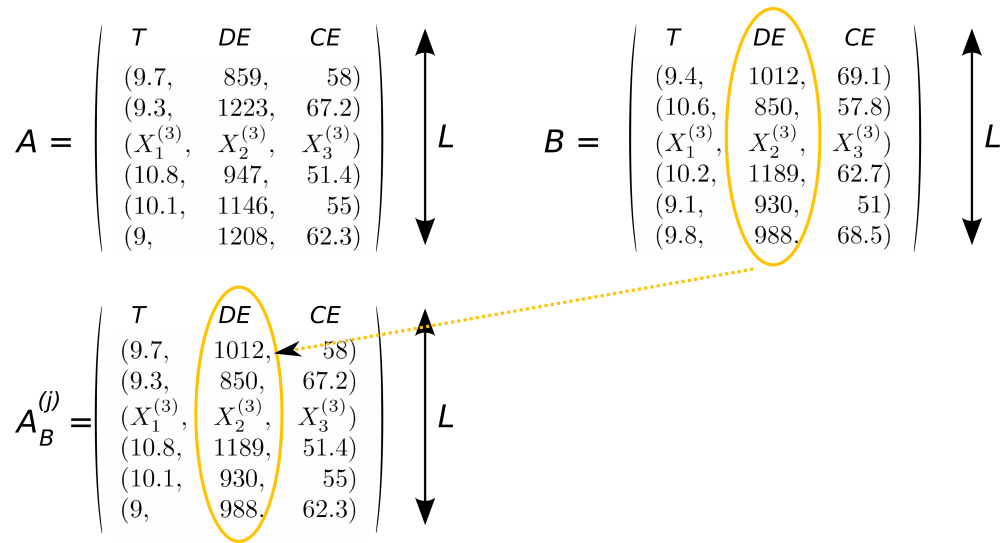 T DE CE
(9.7, 859, 58)
(9.3, 1223, 67.2)
A = (X₁⁽³⁾, X₂⁽³⁾, X₃⁽³⁾) L
(10.8, 947, 51.4)
(10.1, 1146, 55)
(9, 1208, 62.3)
T DE CE
(9.4, 1012, 69.1)
(10.6, 850, 57.8)
B = (X₁⁽³⁾, X₂⁽³⁾, X₃⁽³⁾) L
(10.2, 1189, 62.7)
(9.1, 930, 51)
(9.8, 988. 68.5)
T DE CE
(9.7, 1012, 58)
(9.3, 850, 67.2)
A_B^(j) = (X₁⁽³⁾, X₂⁽³⁾, X₃⁽³⁾) L
(10.8, 1189, 51.4)
(10.1, 930, 55)
(9, 988. 62.3)